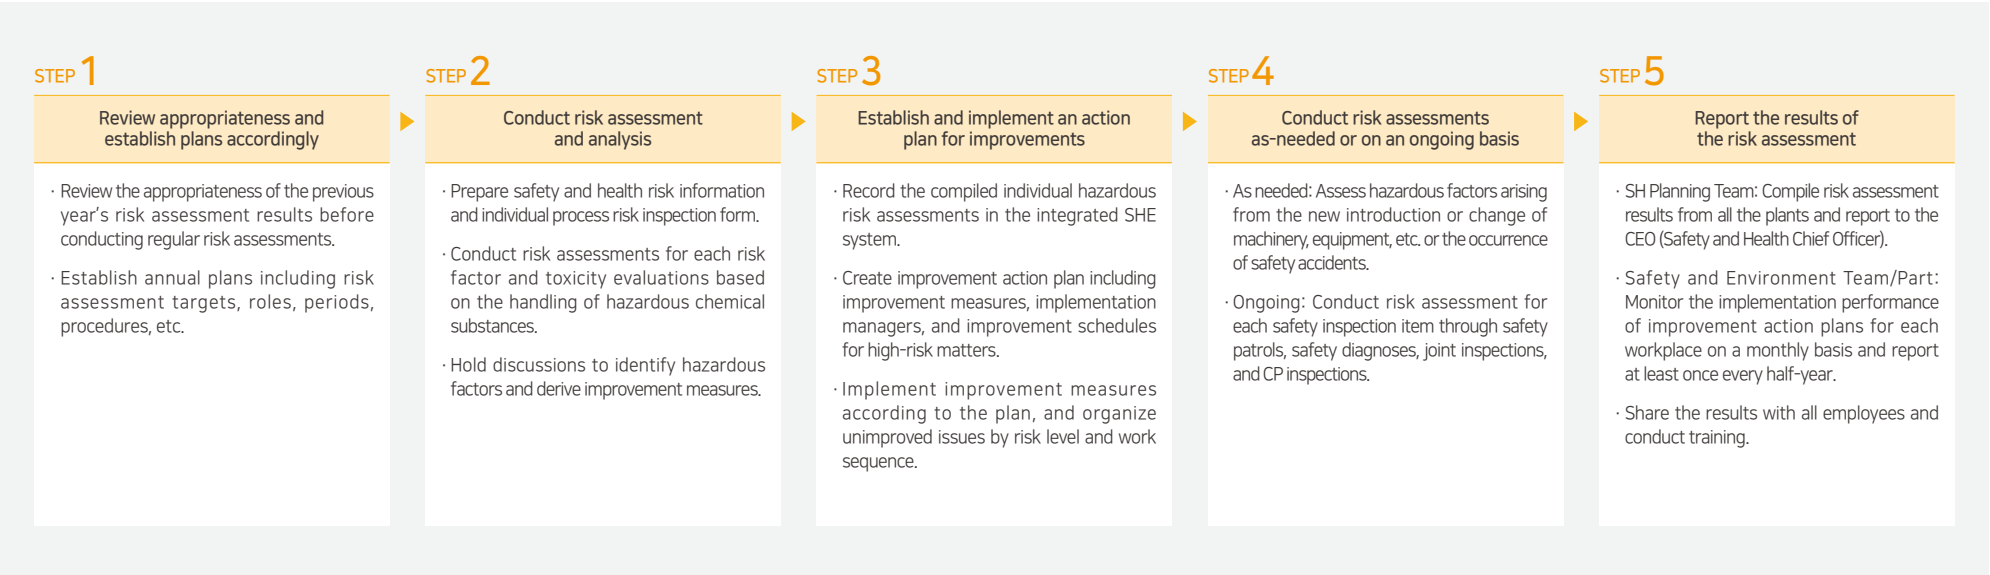 STEP 1
Review appropriateness and
establish plans accordingly
· Review the appropriateness of the previous
year's risk assessment results before
conducting regular risk assessments.
· Establish annual plans including risk
assessment targets, roles, periods,
procedures, etc.
STEP 2
Conduct risk assessment
and analysis
· Prepare safety and health risk information
and individual process risk inspection form.
· Conduct risk assessments for each risk
factor and toxicity evaluations based
on the handling of hazardous chemical
substances.
· Hold discussions to identify hazardous
factors and derive improvement measures.
STEP 3
Establish and implement an action
plan for improvements
· Record the compiled individual hazardous
risk assessments in the integrated SHE
system.
· Create improvement action plan including
improvement measures, implementation
managers, and improvement schedules
for high-risk matters.
· Implement improvement measures
according to the plan, and organize
unimproved issues by risk level and work
sequence.
STEP 4
Conduct risk assessments
as-needed or on an ongoing basis
· As needed: Assess hazardous factors arising
from the new introduction or change of
machinery, equipment, etc. or the occurrence
of safety accidents.
· Ongoing: Conduct risk assessment for
each safety inspection item through safety
patrols, safety diagnoses, joint inspections,
and CP inspections.
STEP 5
Report the results of
the risk assessment
· SH Planning Team: Compile risk assessment
results from all the plants and report to the
CEO (Safety and Health Chief Officer).
· Safety and Environment Team/Part:
Monitor the implementation performance
of improvement action plans for each
workplace on a monthly basis and report
at least once every half-year.
· Share the results with all employees and
conduct training.